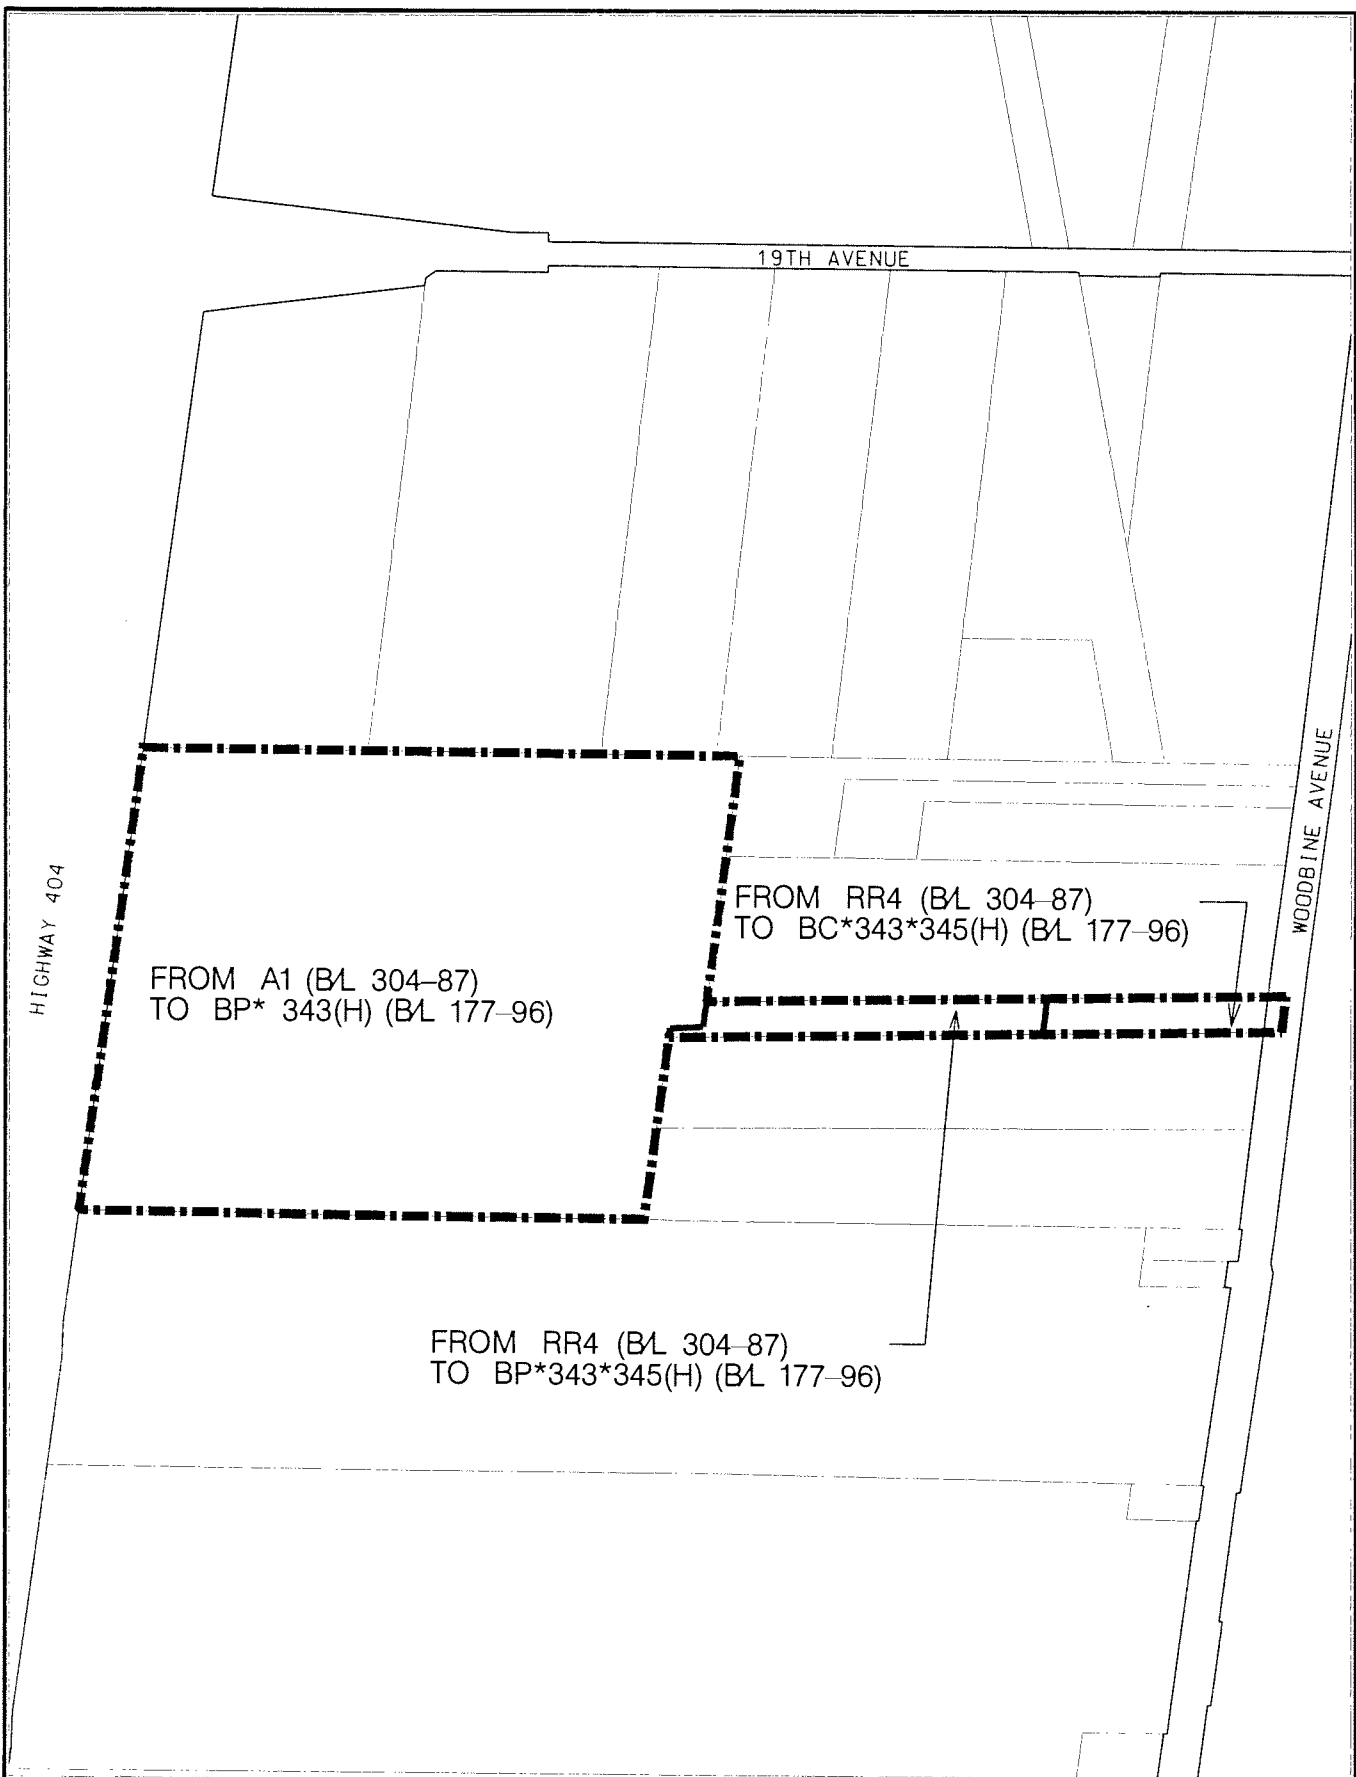 19TH AVENUE
WOODBINE AVENUE
HIGHWAY 404
FROM RR4 (B/L 304-87)
TO BC*343*345(H) (B/L 177-96)
FROM A1 (B/L 304-87)
TO BP* 343(H) (B/L 177-96)
FROM RR4 (B/L 304-87)
TO BP*343*345(H) (B/L 177-96)